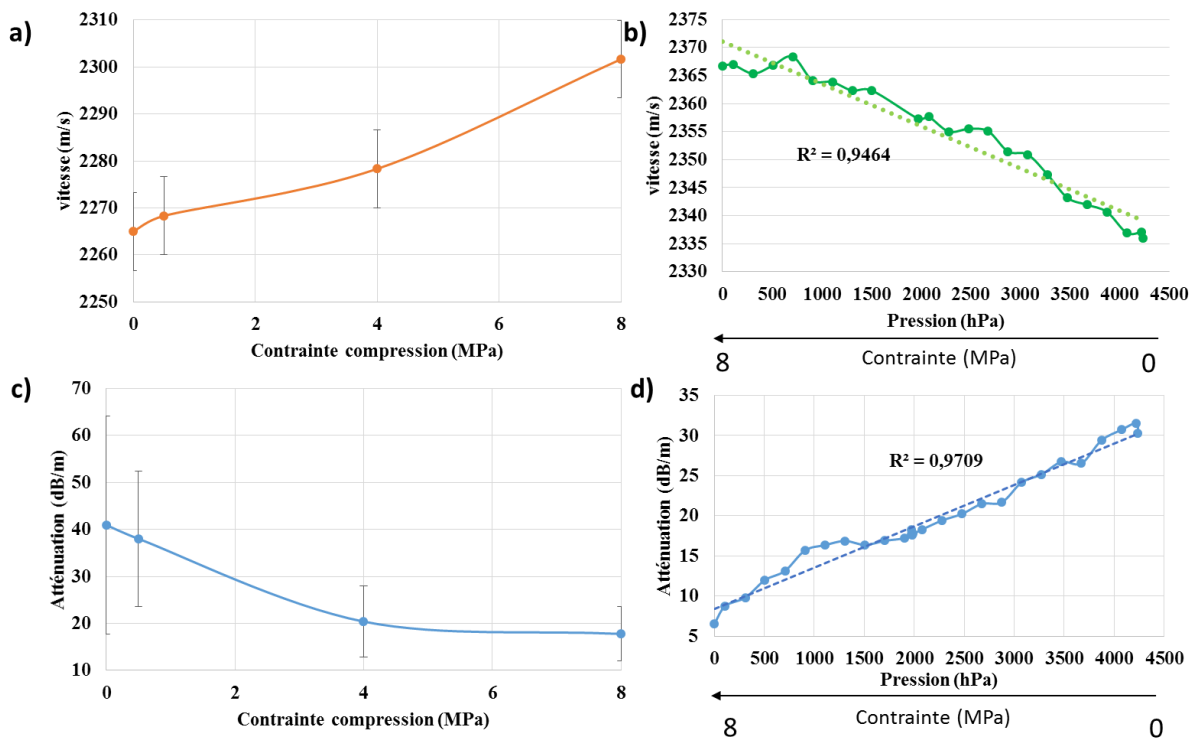 a)
2310
2300
2290
2280
2270
2260
2250
vitesse (m/s)
0 2 4 6 8
Contrainte compression (MPa)
b)
2375
2370
2365
2360
2355
2350
2345
2340
2335
2330
vitesse (m/s)
R² = 0,9464
0 500 1000 1500 2000 2500 3000 3500 4000 4500
Pression (hPa)
8 Contrainte (MPa) 0
c)
70
60
50
40
30
20
10
Atténuation (dB/m)
0 2 4 6 8
Contrainte compression (MPa)
d)
35
30
25
20
15
10
5
Atténuation (dB/m)
R² = 0,9709
0 500 1000 1500 2000 2500 3000 3500 4000 4500
Pression (hPa)
8 Contrainte (MPa) 0